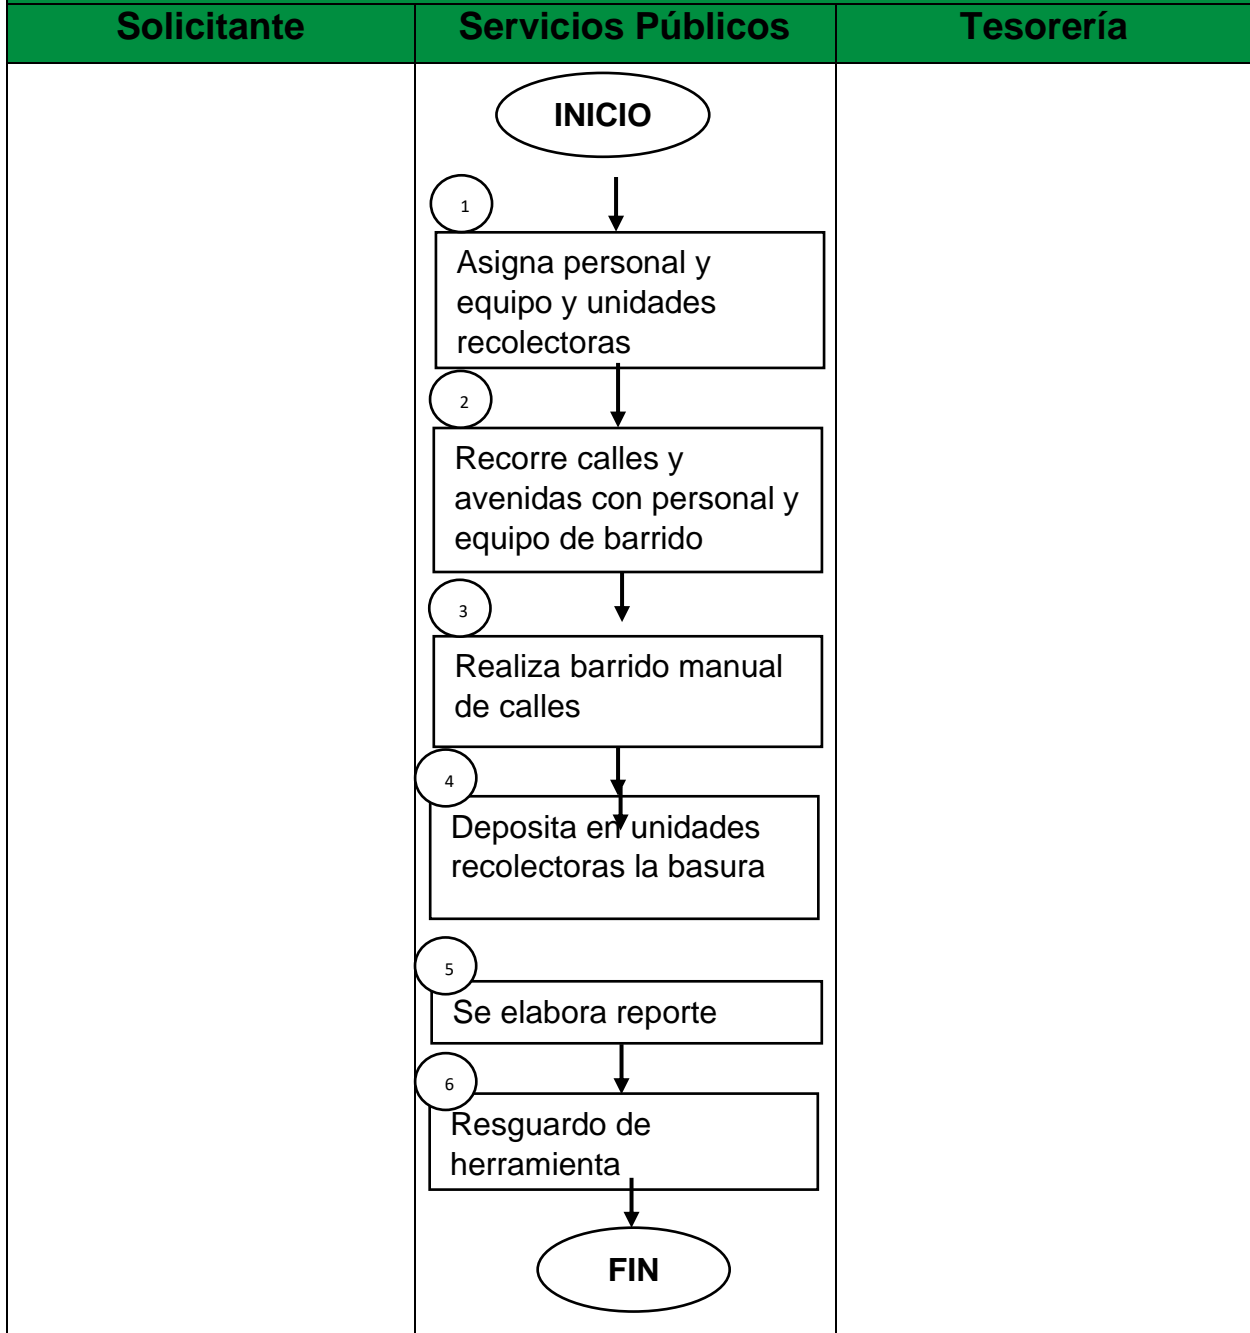 Solicitante
Servicios Públicos
Tesorería
INICIO
1
Asigna personal y
equipo y unidades
recolectoras
2
Recorre calles y
avenidas con personal y
equipo de barrido
3
Realiza barrido manual
de calles
4
Deposita en unidades
recolectoras la basura
5
Se elabora reporte
6
Resguardo de
herramienta
FIN